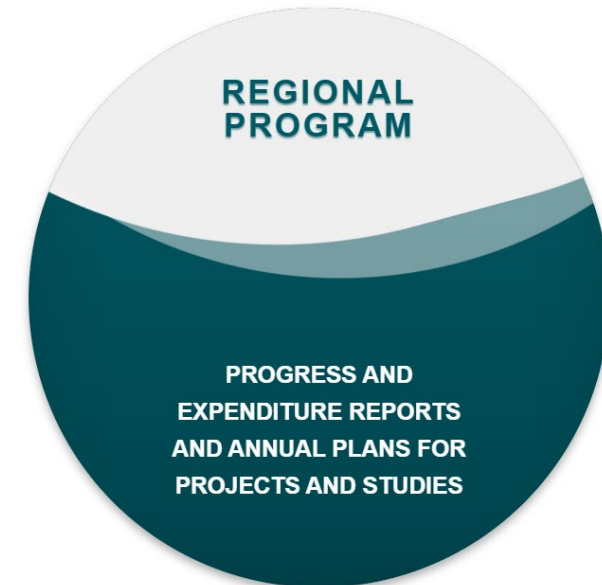 REGIONAL
PROGRAM
PROGRESS AND
EXPENDITURE REPORTS
AND ANNUAL PLANS FOR
PROJECTS AND STUDIES